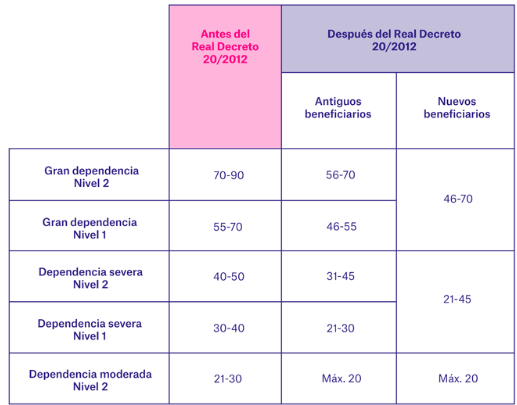 Antes del
Real Decreto
20/2012
Después del Real Decreto
20/2012
Antiguos
beneficiarios
Nuevos
beneficiarios
Gran dependencia
Nivel 2
70-90
56-70
46-70
Gran dependencia
Nivel 1
55-70
46-55
Dependencia severa
Nivel 2
40-50
31-45
21-45
Dependencia severa
Nivel 1
30-40
21-30
Dependencia moderada
Nivel 2
21-30
Máx. 20
Máx. 20